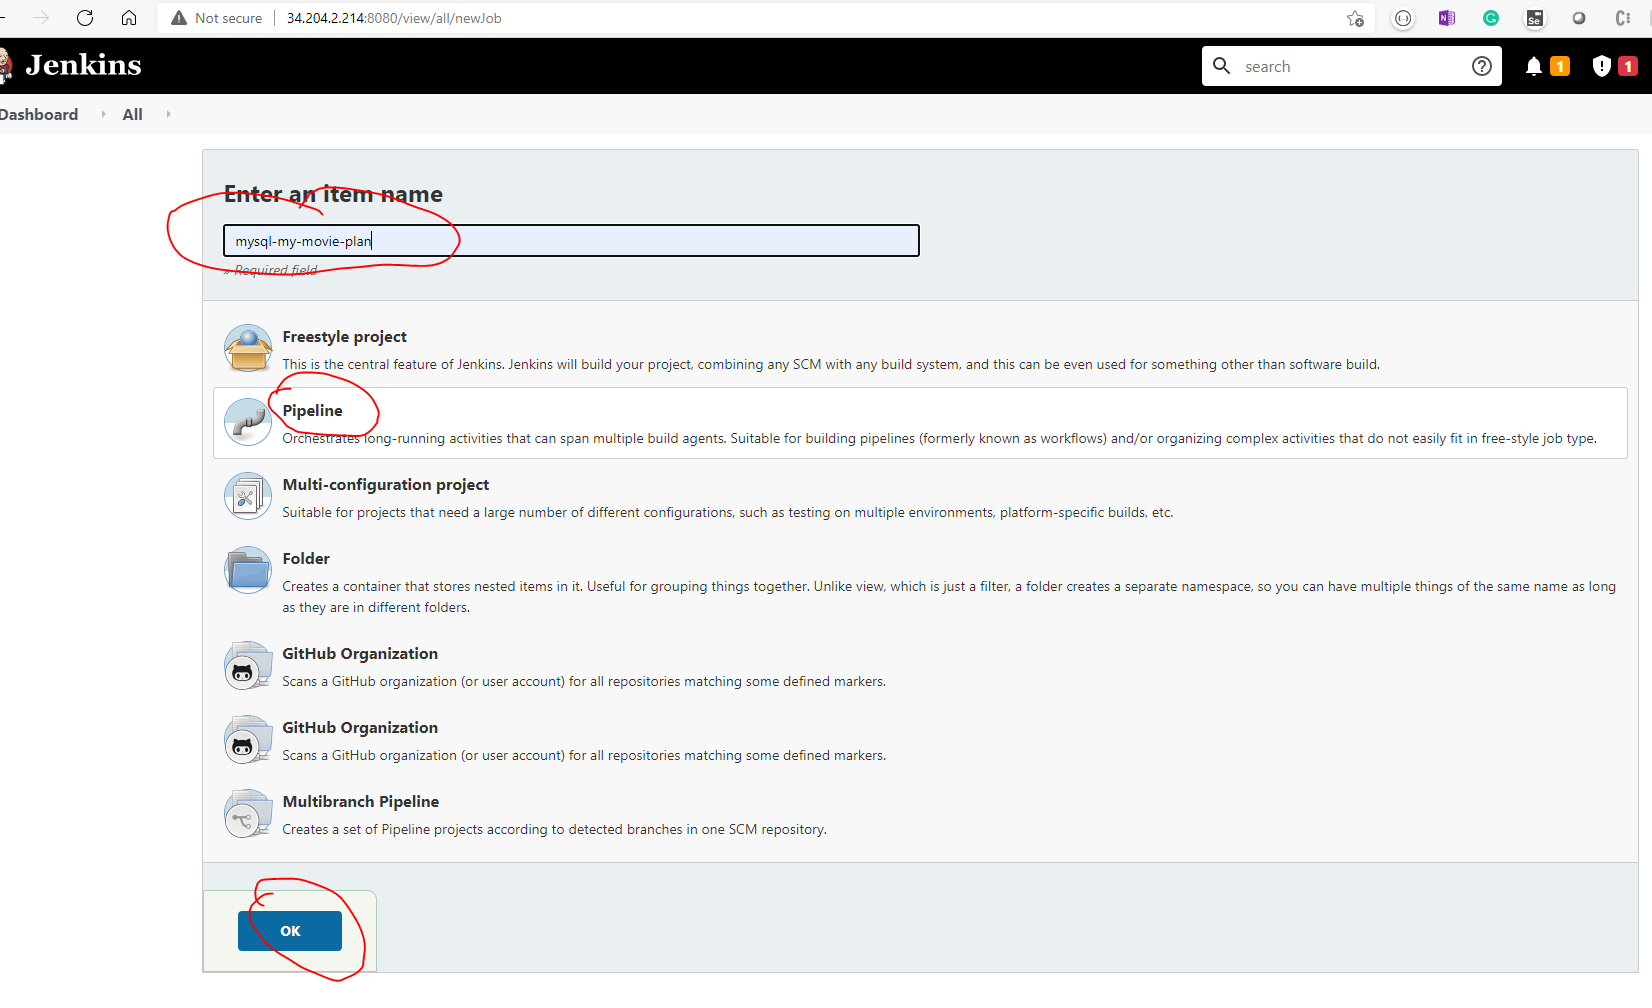 Not secure 34.204.2.214:8080/view/all/newJob
Jenkins
search
1
1
Dashboard
All
Enter an item name
mysql-my-movie-plan
» Required field
Freestyle project
This is the central feature of Jenkins. Jenkins will build your project, combining any SCM with any build system, and this can be even used for something other than software build.
Pipeline
Orchestrates long-running activities that can span multiple build agents. Suitable for building pipelines (formerly known as workflows) and/or organizing complex activities that do not easily fit in free-style job type.
Multi-configuration project
Suitable for projects that need a large number of different configurations, such as testing on multiple environments, platform-specific builds, etc.
Folder
Creates a container that stores nested items in it. Useful for grouping things together. Unlike view, which is just a filter, a folder creates a separate namespace, so you can have multiple things of the same name as long
as they are in different folders.
GitHub Organization
Scans a GitHub organization (or user account) for all repositories matching some defined markers.
GitHub Organization
Scans a GitHub organization (or user account) for all repositories matching some defined markers.
Multibranch Pipeline
Creates a set of Pipeline projects according to detected branches in one SCM repository.
OK